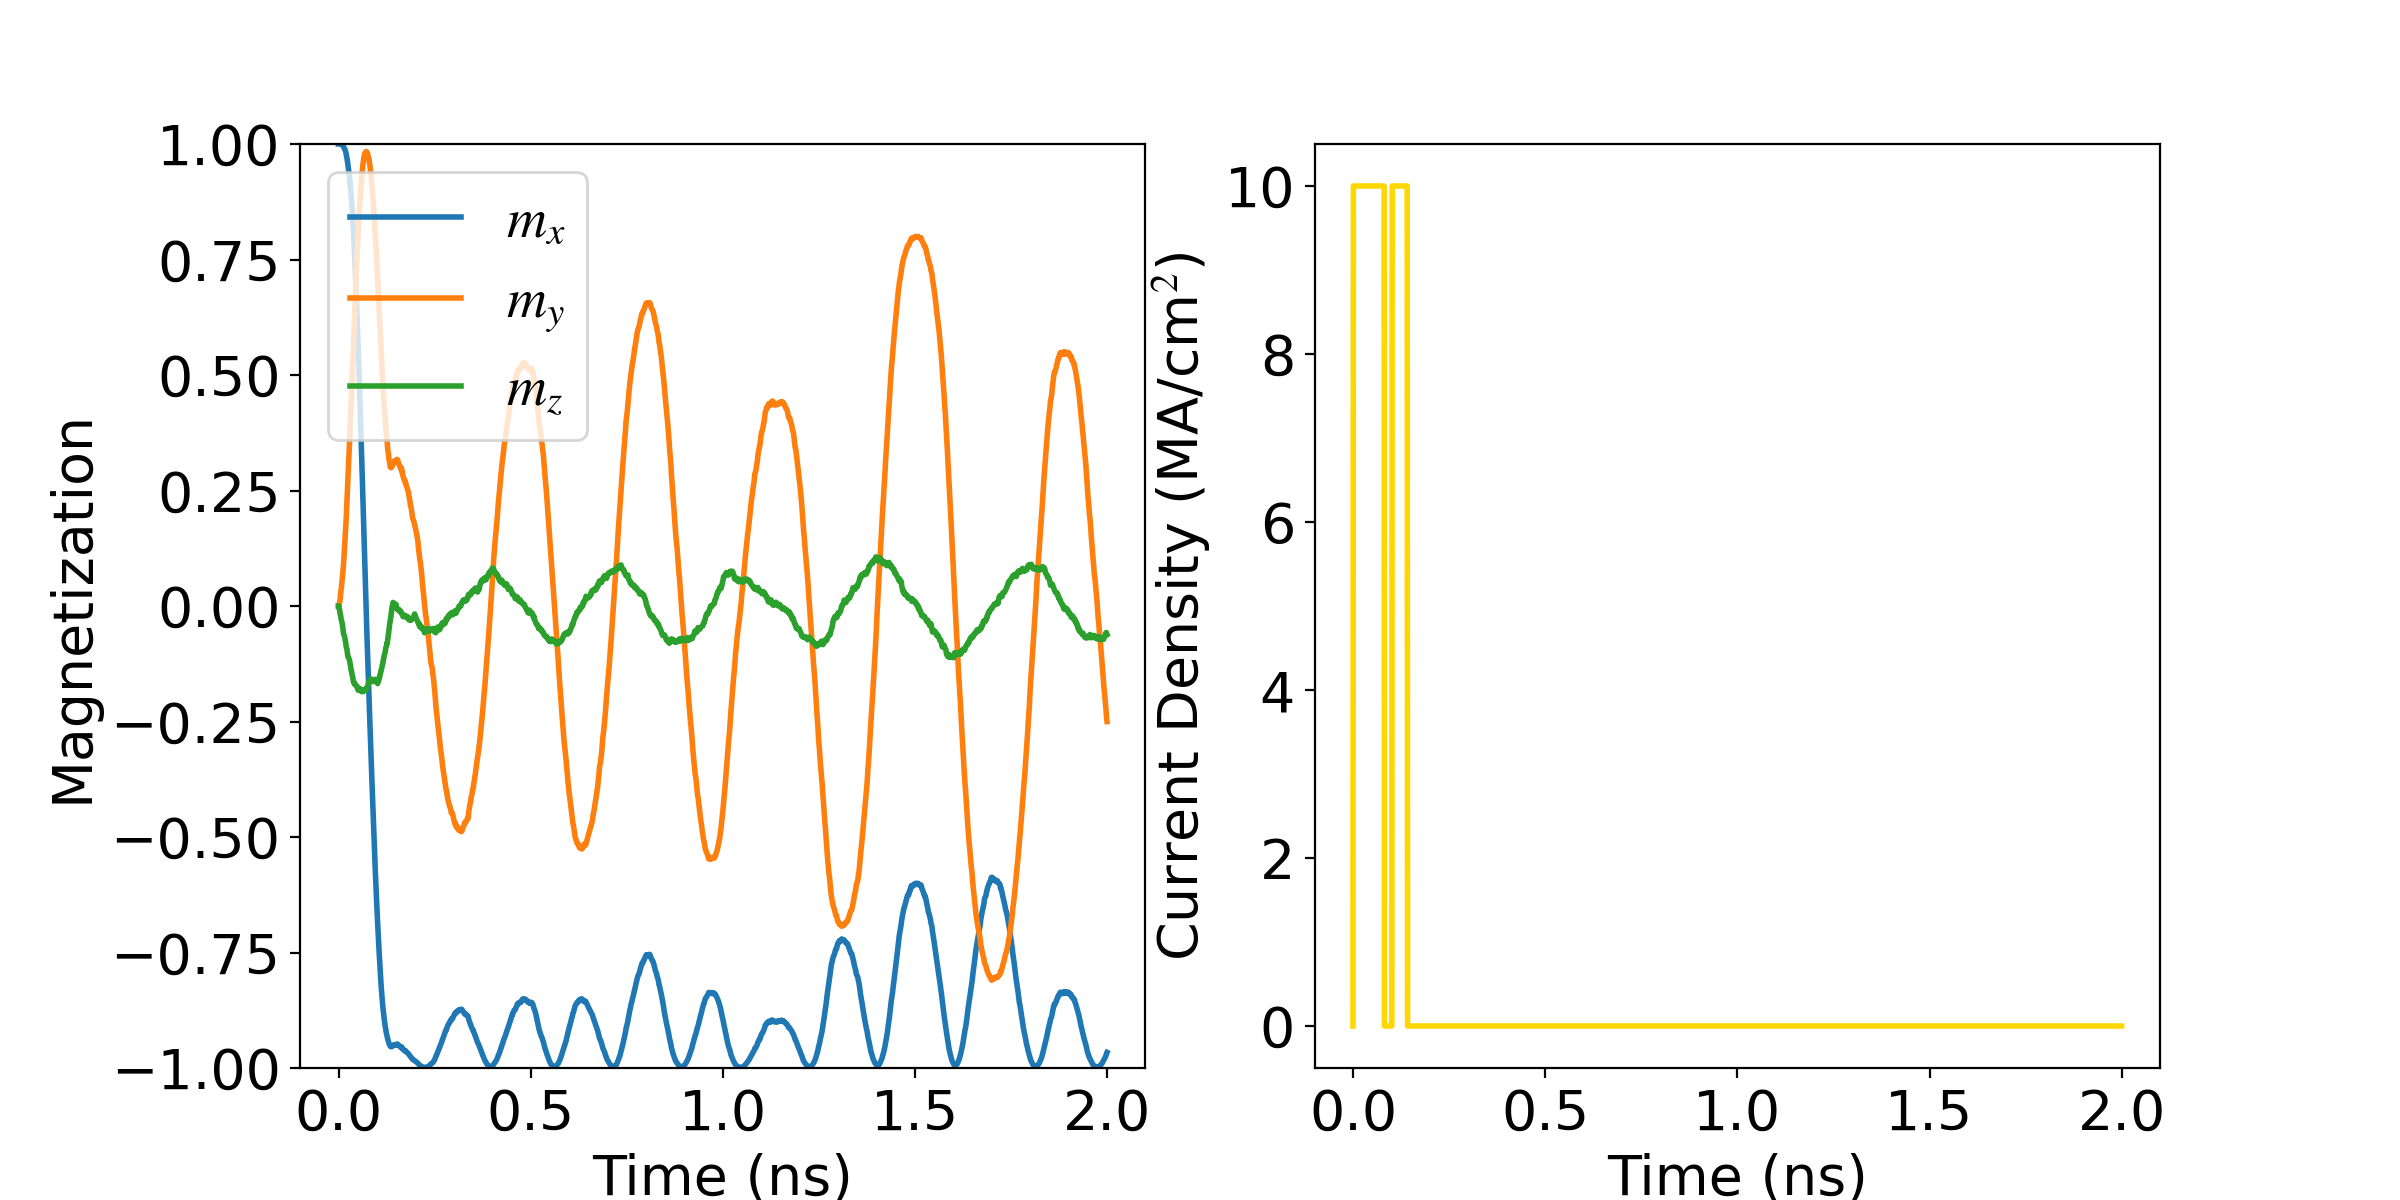 Magnetization
1.00
0.75
0.50
0.25
0.00
−0.25
−0.50
−0.75
−1.00
0.0 0.5 1.0 1.5 2.0
Time (ns)
m_x
m_y
m_z
Current Density (MA/cm²)
10
8
6
4
2
0
0.0 0.5 1.0 1.5 2.0
Time (ns)